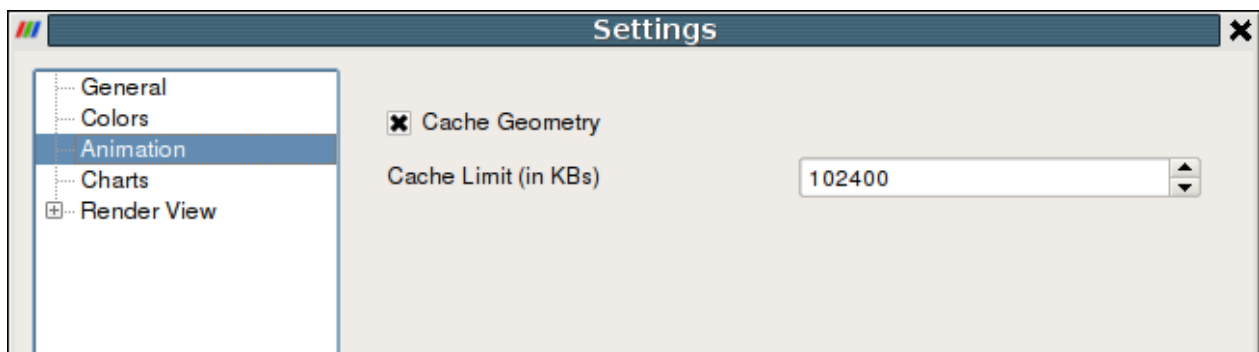 Settings
General
Colors
Animation
Charts
Render View
Cache Geometry
Cache Limit (in KBs) 102400